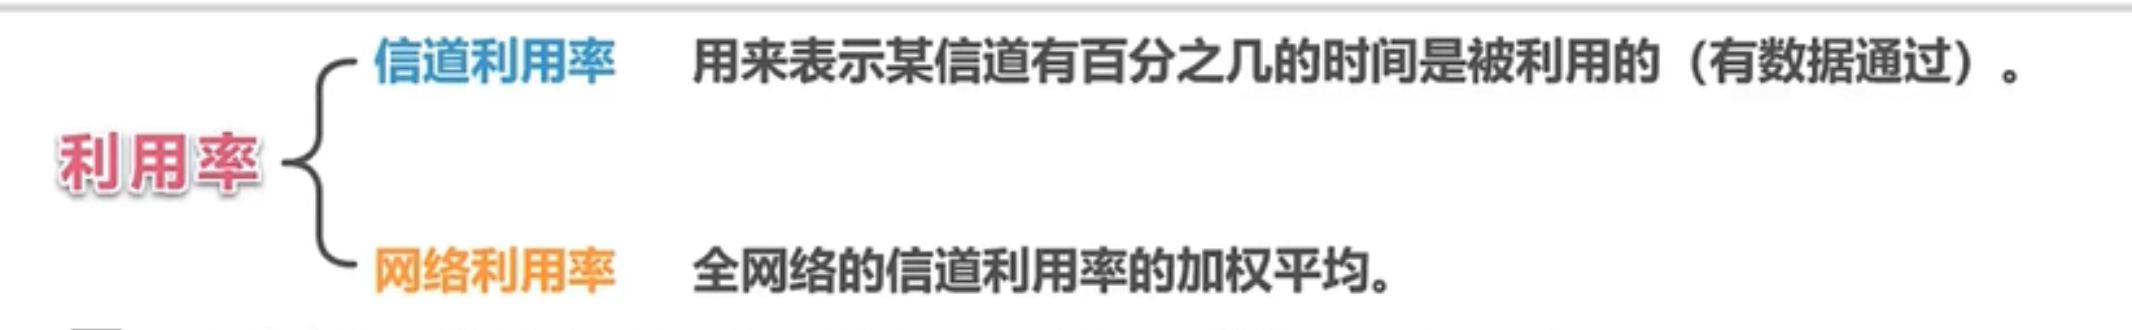 信道利用率 用来表示某信道有百分之几的时间是被利用的（有数据通过）。
利用率
网络利用率 全网络的信道利用率的加权平均。